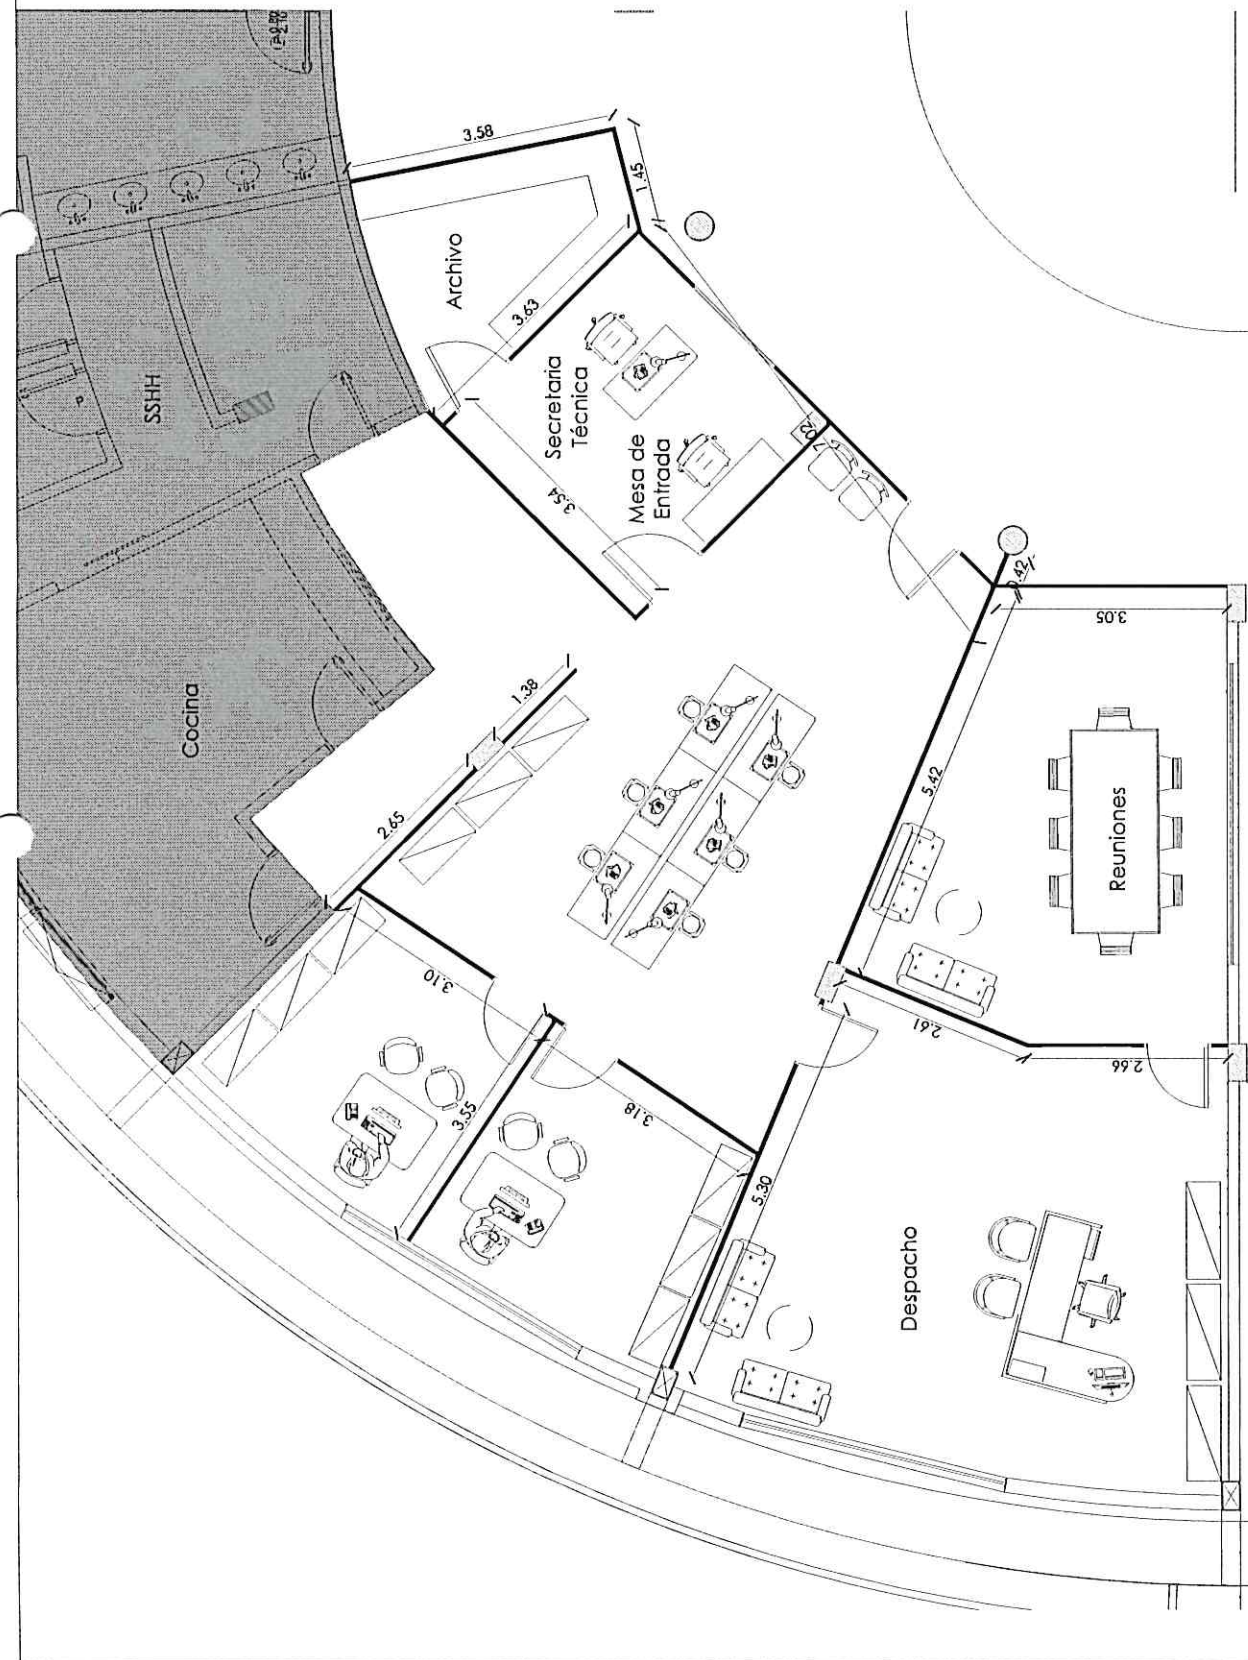 3.58
1.45
Archivo
3.63
SSHH
P
Secretaria
Técnica
Mesa de
Entrada
3.54
7.02
0.42
3.05
Cocina
1.38
2.65
5.42
Reuniones
3.10
2.61
2.66
3.55
3.18
5.30
Despacho